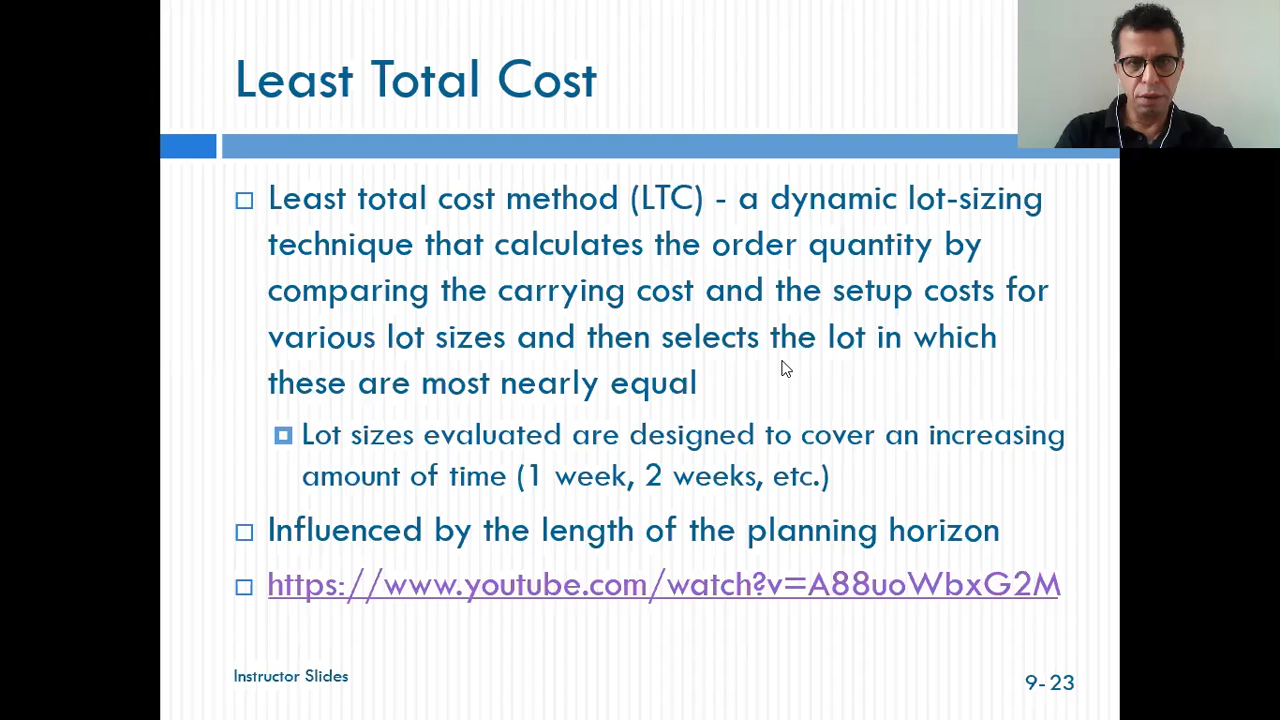 Least Total Cost
Least total cost method (LTC) - a dynamic lot-sizing
technique that calculates the order quantity by
comparing the carrying cost and the setup costs for
various lot sizes and then selects the lot in which
these are most nearly equal
Lot sizes evaluated are designed to cover an increasing
amount of time (1 week, 2 weeks, etc.)
Influenced by the length of the planning horizon
https://www.youtube.com/watch?v=A88uoWbxG2M
Instructor Slides
9-23